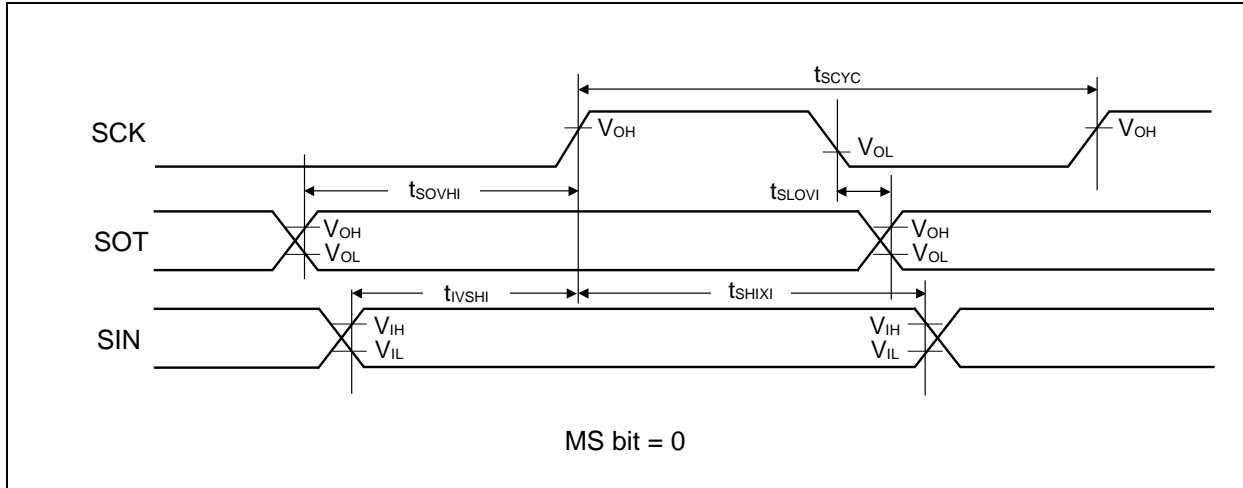 tSCYC
SCK
VOH
VOL
VOH
tSOVHI
tSLOVI
SOT
VOH
VOL
VOH
VOL
tIVSHI
tSHIXI
SIN
VIH
VIL
VIH
VIL
MS bit = 0